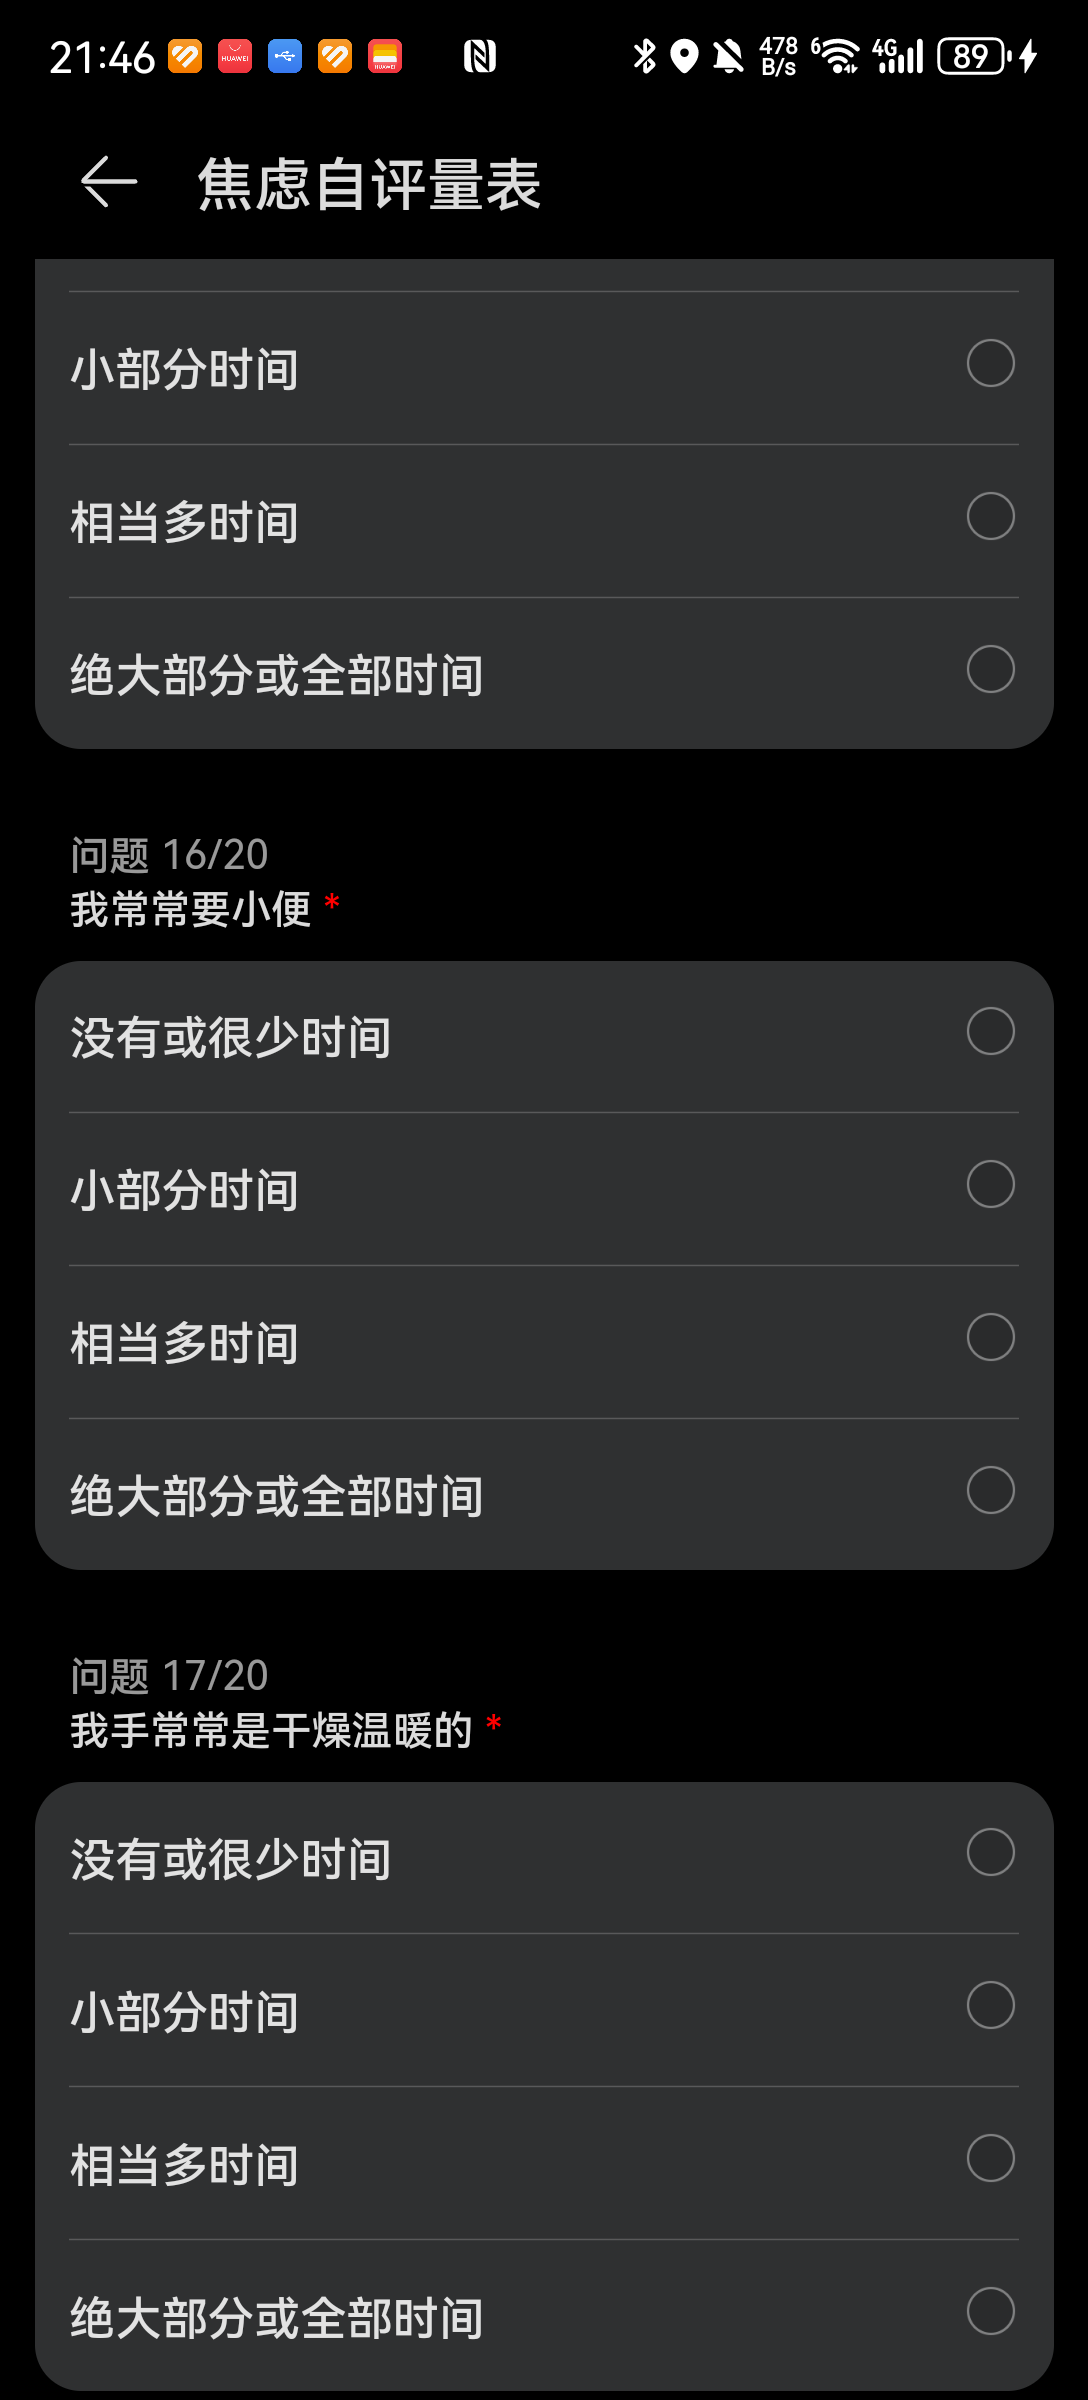 21:46
HUAWEI
HUAWEI
478
B/s
6
4G
89
焦虑自评量表
小部分时间
相当多时间
绝大部分或全部时间
问题 16/20
我常常要小便 *
没有或很少时间
小部分时间
相当多时间
绝大部分或全部时间
问题 17/20
我手常常是干燥温暖的 *
没有或很少时间
小部分时间
相当多时间
绝大部分或全部时间